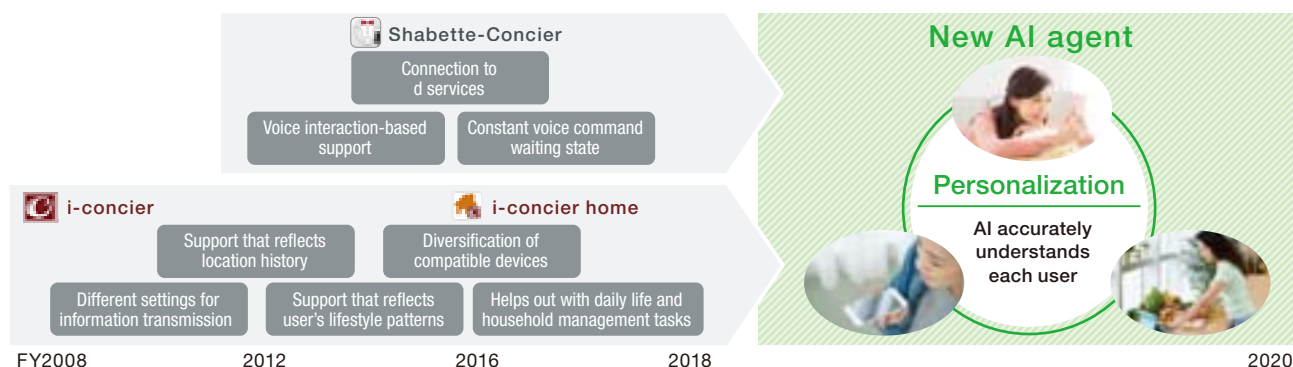 Shabette-Concier
New AI agent
Connection to
d services
Voice interaction-based
support
Constant voice command
waiting state
Personalization
AI accurately
understands
each user
i-concier
i-concier home
Support that reflects
location history
Diversification of
compatible devices
Different settings for
information transmission
Support that reflects
user's lifestyle patterns
Helps out with daily life and
household management tasks
FY2008
2012
2016
2018
2020